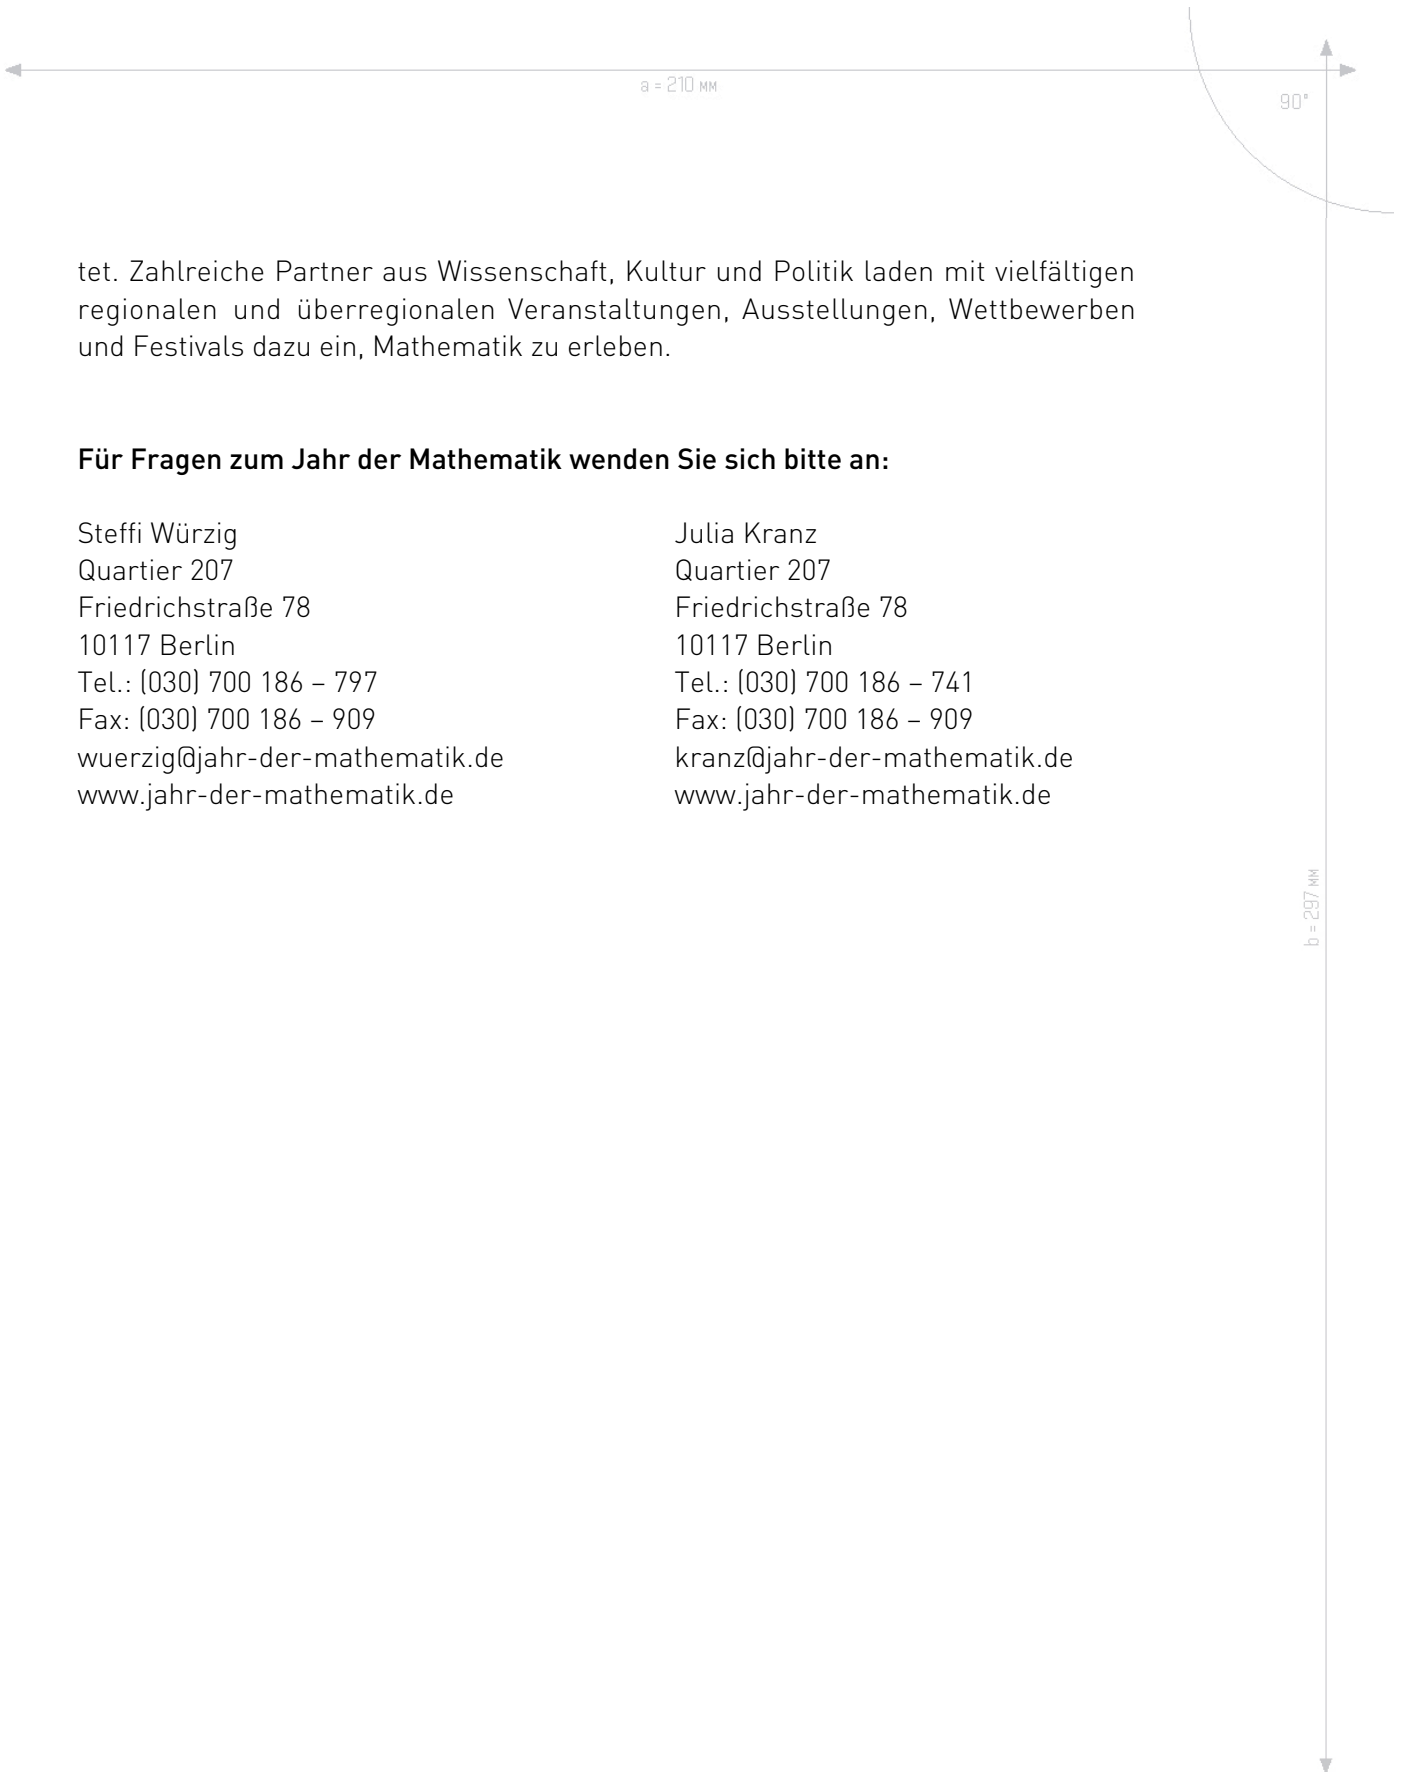 a = 210 MM
90°
tet. Zahlreiche Partner aus Wissenschaft, Kultur und Politik laden mit vielfältigen
regionalen und überregionalen Veranstaltungen, Ausstellungen, Wettbewerben
und Festivals dazu ein, Mathematik zu erleben.
Für Fragen zum Jahr der Mathematik wenden Sie sich bitte an:
Steffi Würzig
Quartier 207
Friedrichstraße 78
10117 Berlin
Tel.: (030) 700 186 – 797
Fax: (030) 700 186 – 909
wuerzig@jahr-der-mathematik.de
www.jahr-der-mathematik.de
Julia Kranz
Quartier 207
Friedrichstraße 78
10117 Berlin
Tel.: (030) 700 186 – 741
Fax: (030) 700 186 – 909
kranz@jahr-der-mathematik.de
www.jahr-der-mathematik.de
b = 297 MM